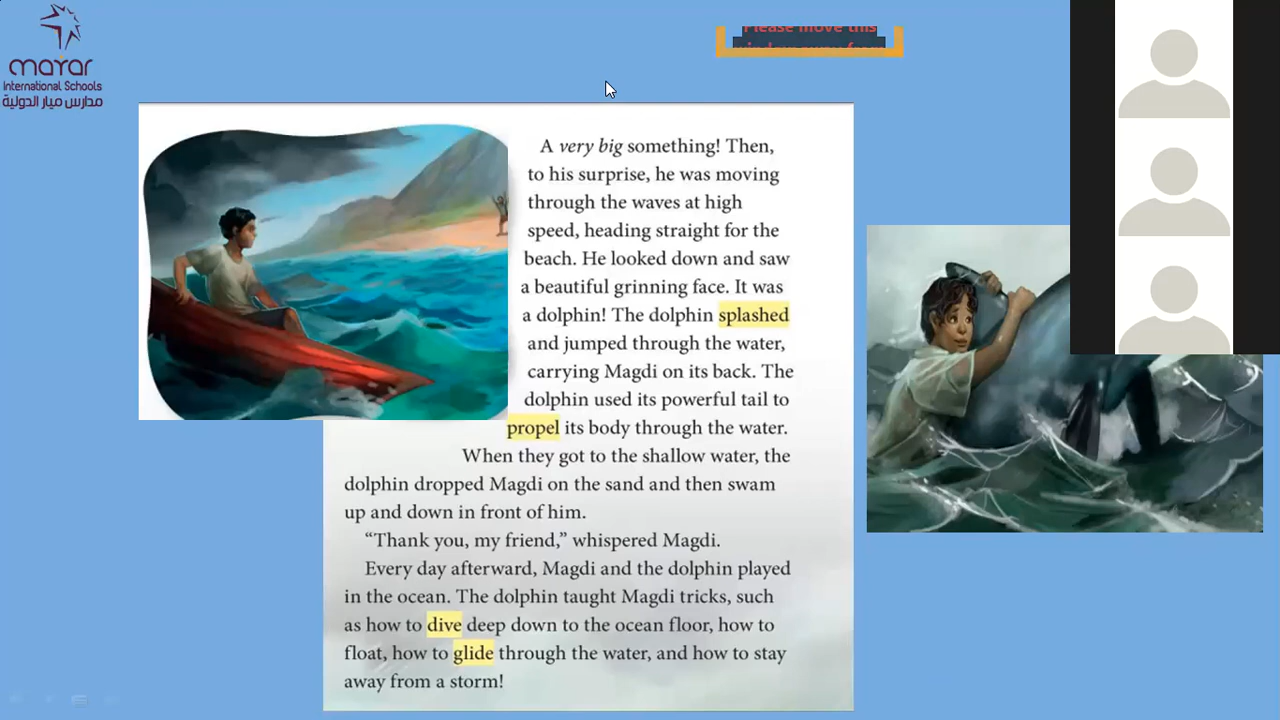 mayar
International Schools
مدارس ميار الدولية
Please move this
A very big something! Then,
to his surprise, he was moving
through the waves at high
speed, heading straight for the
beach. He looked down and saw
a beautiful grinning face. It was
a dolphin! The dolphin splashed
and jumped through the water,
carrying Magdi on its back. The
dolphin used its powerful tail to
propel its body through the water.
When they got to the shallow water, the
dolphin dropped Magdi on the sand and then swam
up and down in front of him.
“Thank you, my friend,” whispered Magdi.
Every day afterward, Magdi and the dolphin played
in the ocean. The dolphin taught Magdi tricks, such
as how to dive deep down to the ocean floor, how to
float, how to glide through the water, and how to stay
away from a storm!